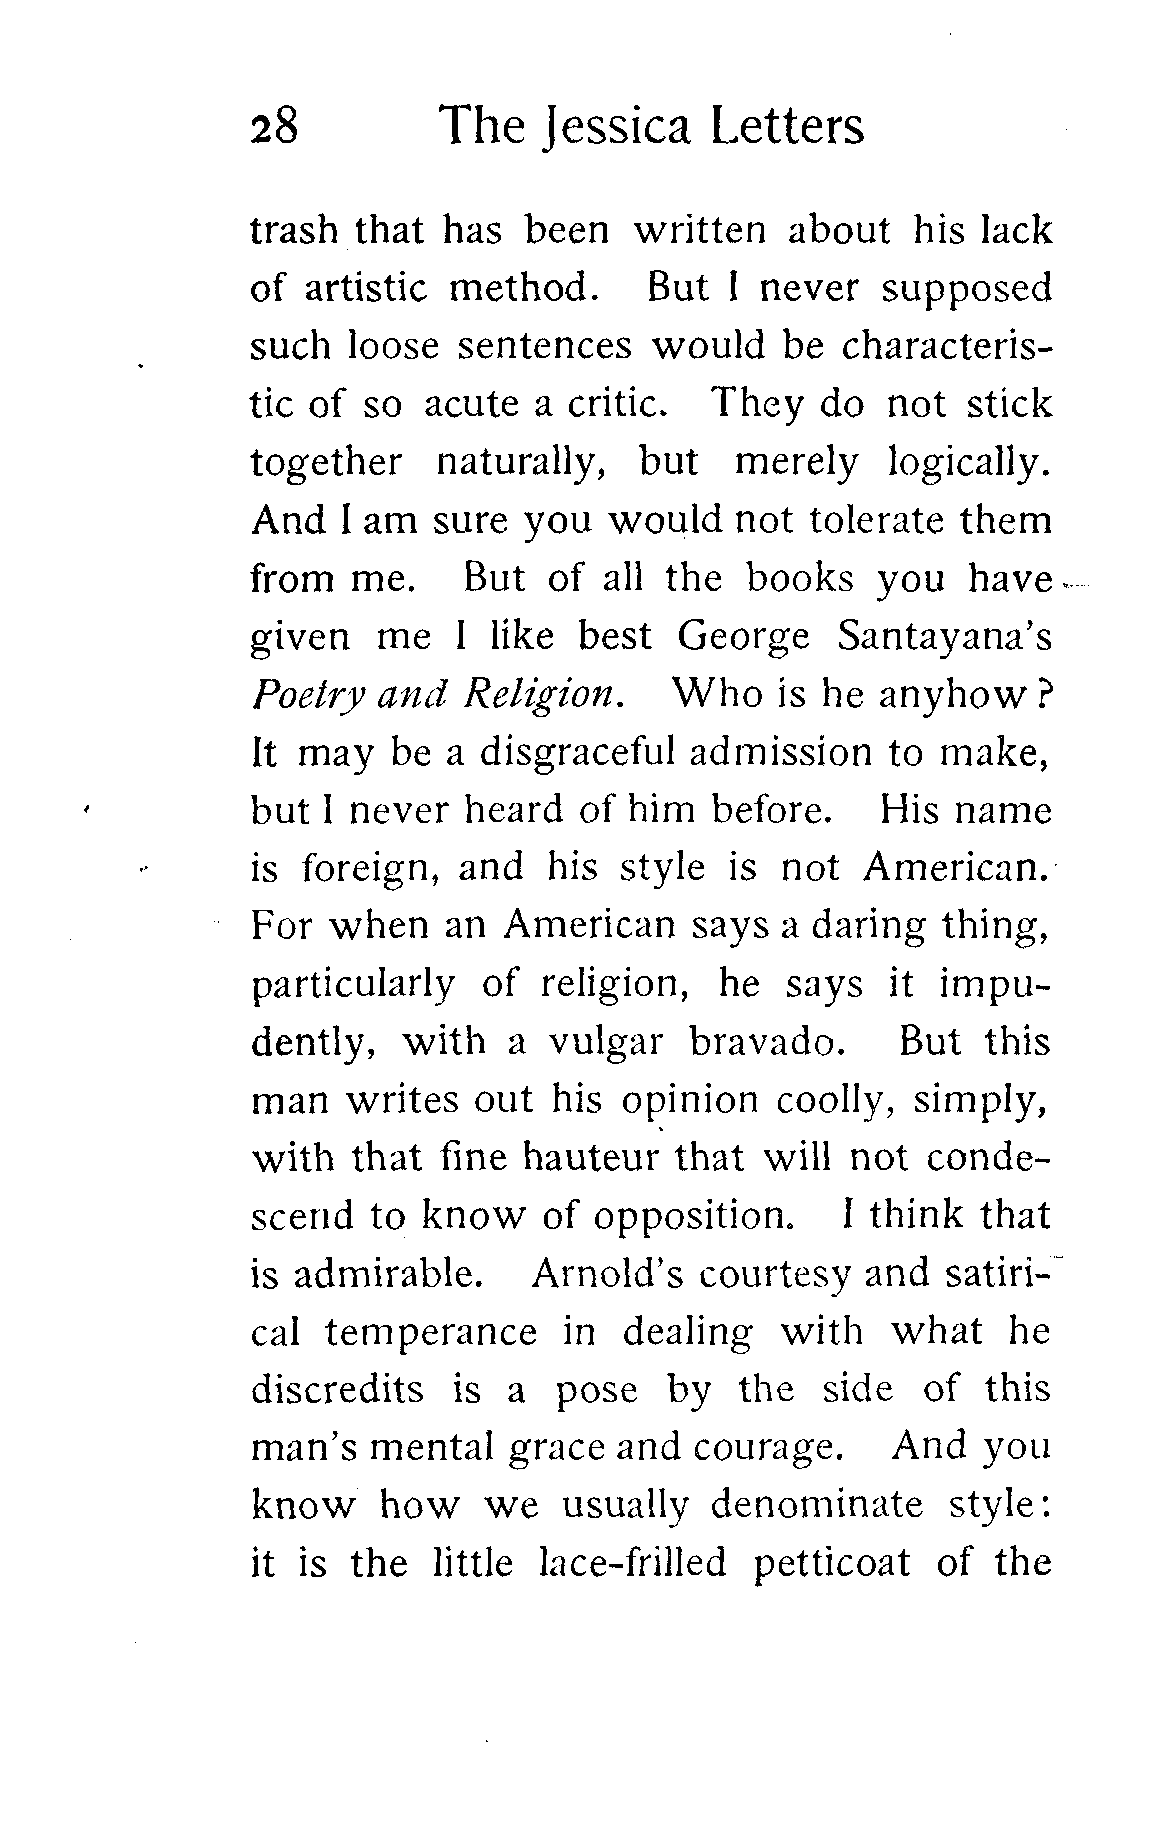 28 The Jessica Letters
trash that has been written about his lack
of artistic method. But I never supposed
such loose sentences would be characteris-
tic of so acute a critic. They do not stick
together naturally, but merely logically.
And I am sure you would not tolerate them
from me. But of all the books you have
given me I like best George Santayana's
Poetry and Religion. Who is he anyhow?
It may be a disgraceful admission to make,
but I never heard of him before. His name
is foreign, and his style is not American.
For when an American says a daring thing,
particularly of religion, he says it impu-
dently, with a vulgar bravado. But this
man writes out his opinion coolly, simply,
with that fine hauteur that will not conde-
scend to know of opposition. I think that
is admirable. Arnold's courtesy and satiri-
cal temperance in dealing with what he
discredits is a pose by the side of this
man's mental grace and courage. And you
know how we usually denominate style:
it is the little lace-frilled petticoat of the